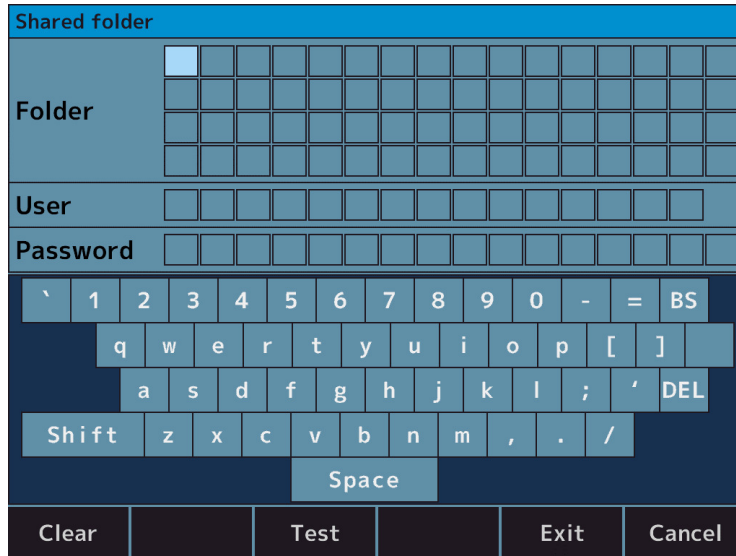 Shared folder
Folder
User
Password
` 1 2 3 4 5 6 7 8 9 0 - = BS
q w e r t y u i o p [ ]
a s d f g h j k l ; ‘ DEL
Shift z x c v b n m , . /
Space
Clear Test Exit Cancel